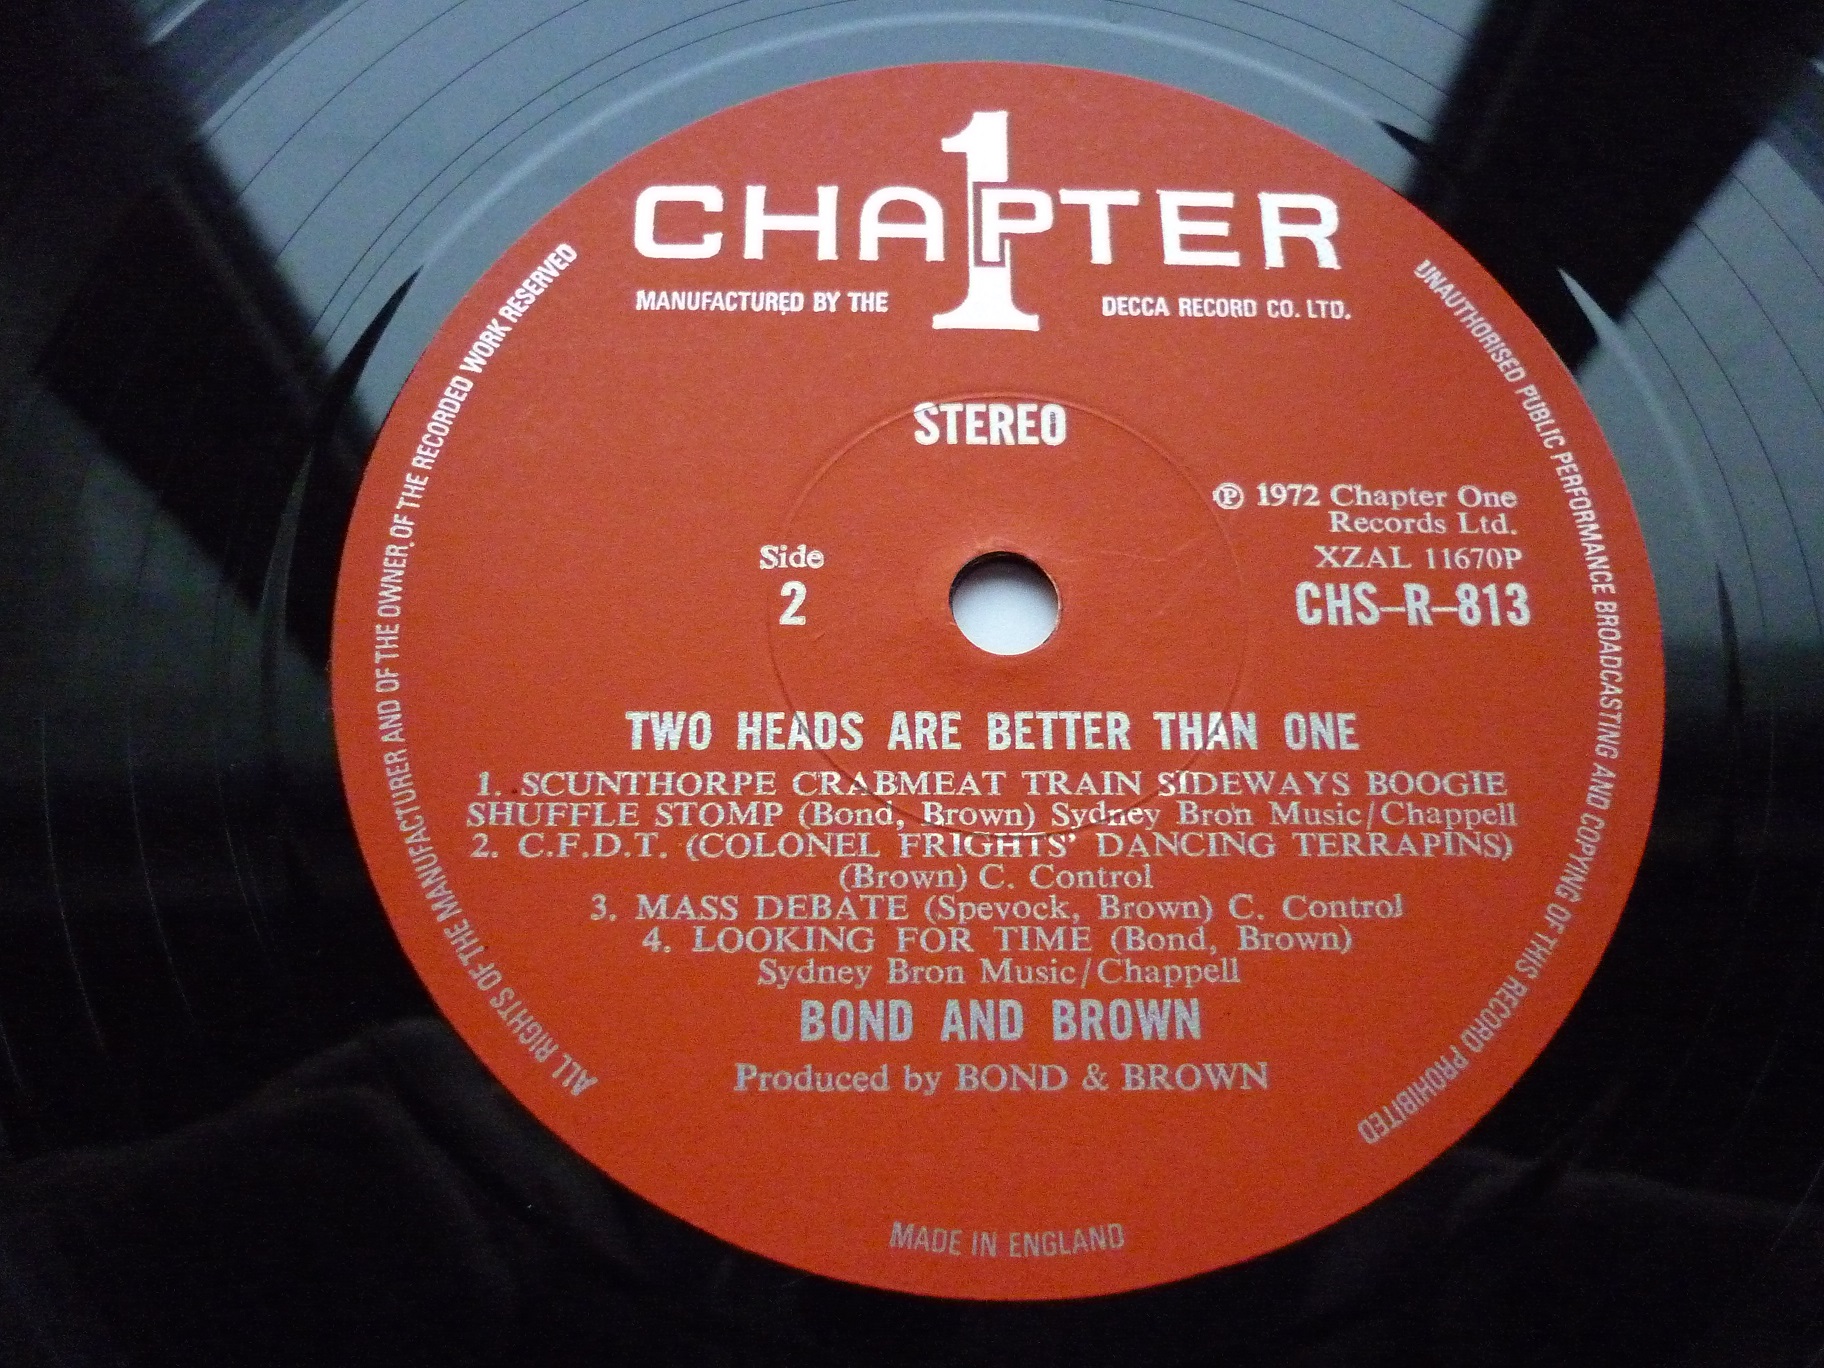 1
CHAPTER
MANUFACTURED BY THE DECCA RECORD CO. LTD.
STEREO
℗ 1972 Chapter One
Records Ltd.
XZAL 11670P
Side
2
CHS–R–813
TWO HEADS ARE BETTER THAN ONE
1. SCUNTHORPE CRABMEAT TRAIN SIDEWAYS BOOGIE
SHUFFLE STOMP (Bond, Brown) Sydney Bron Music/Chappell
2. C.F.D.T. (COLONEL FRIGHTS' DANCING TERRAPINS)
(Brown) C. Control
3. MASS DEBATE (Spevock, Brown) C. Control
4. LOOKING FOR TIME (Bond, Brown)
Sydney Bron Music/Chappell
BOND AND BROWN
Produced by BOND & BROWN
MADE IN ENGLAND
ALL RIGHTS OF THE MANUFACTURER AND OF THE OWNER OF THE RECORDED WORK RESERVED
UNAUTHORISED PUBLIC PERFORMANCE BROADCASTING AND COPYING OF THIS RECORD PROHIBITED